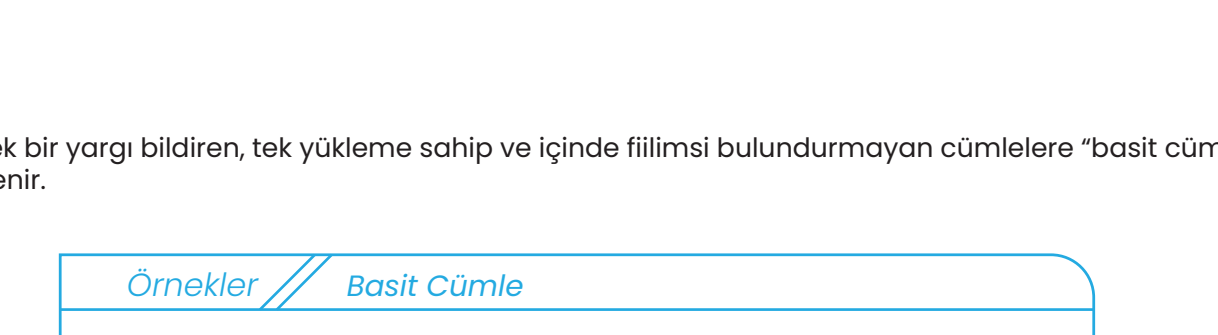 ek bir yargı bildiren, tek yükleme sahip ve içinde fiilimsi bulundurmayan cümlelere “basit cüm
enir.
Örnekler Basit Cümle